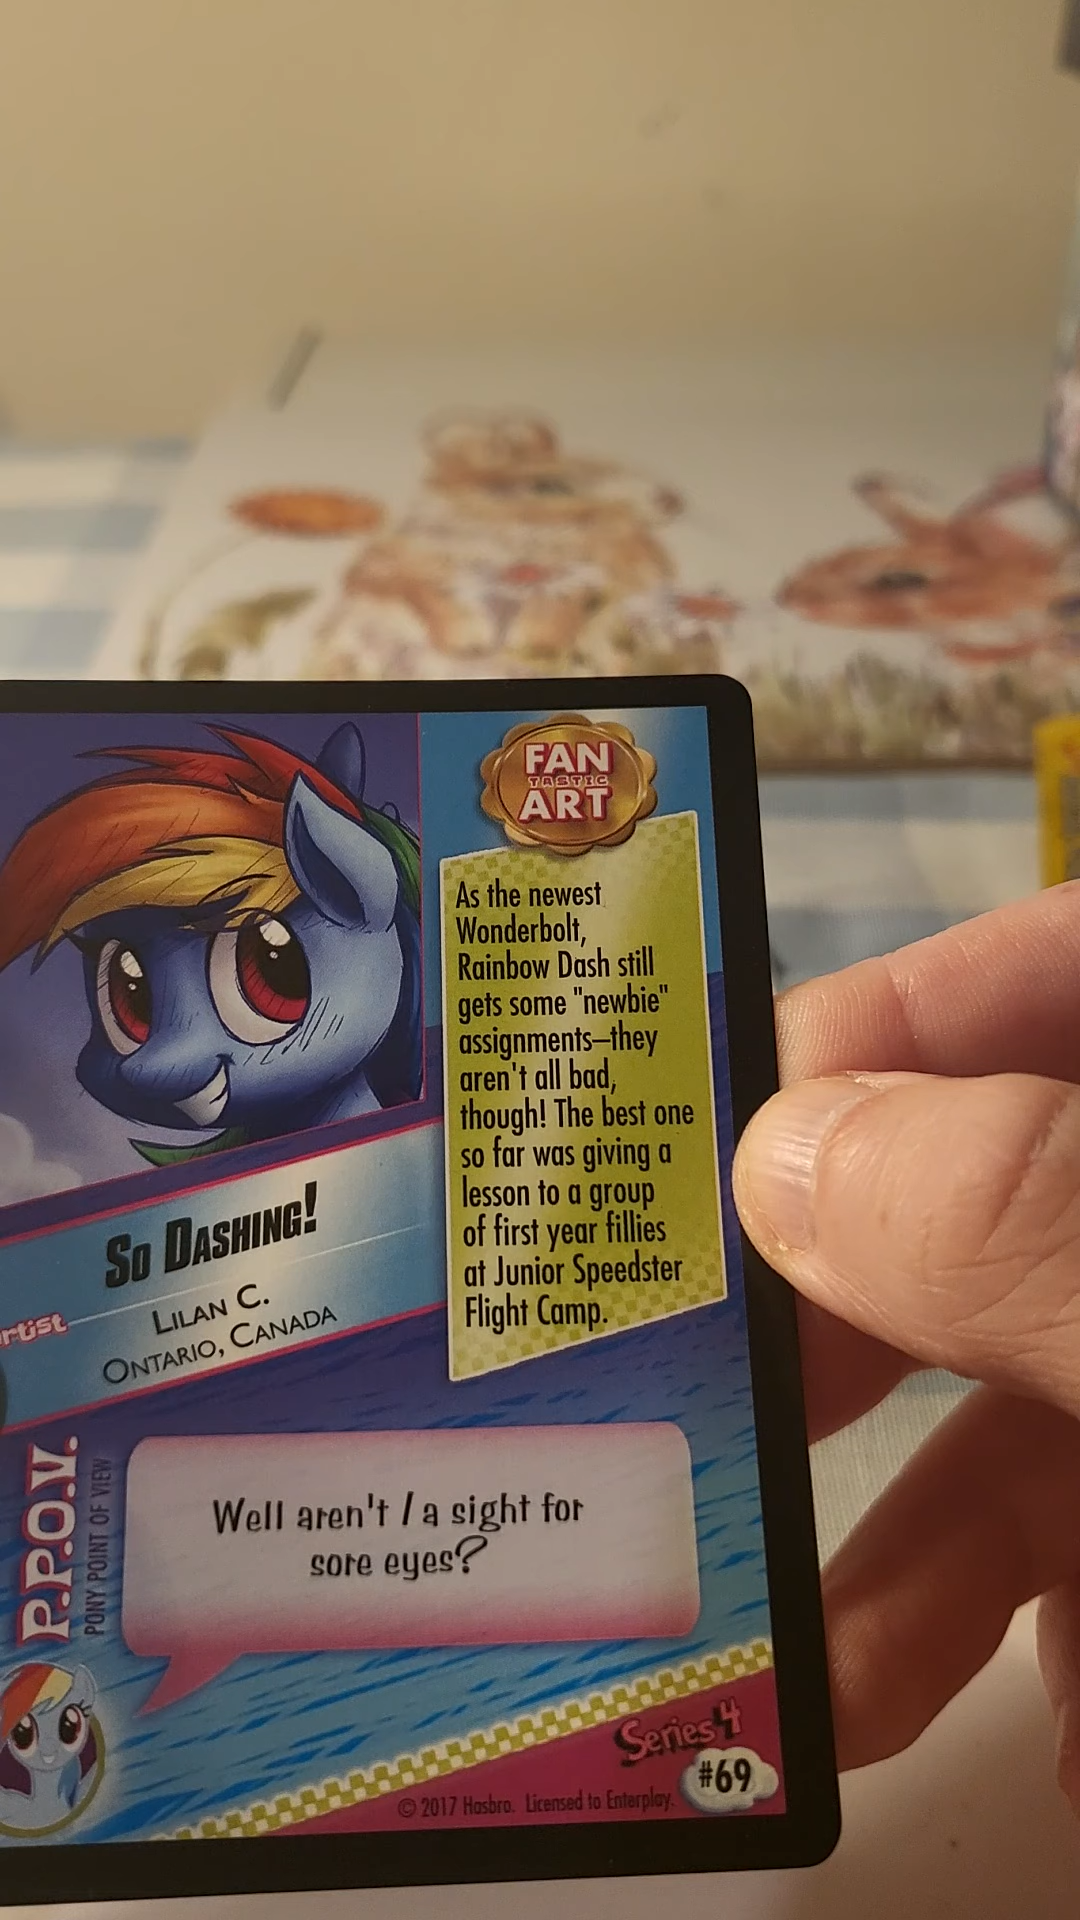 FAN
TASTIC
ART
As the newest
Wonderbolt,
Rainbow Dash still
gets some "newbie"
assignments—they
aren't all bad,
though! The best one
so far was giving a
lesson to a group
of first year fillies
at Junior Speedster
Flight Camp.
So Dashing!
rtist
Lilan C.
Ontario, Canada
P.P.O.V.
PONY POINT OF VIEW
Well aren't I a sight for
sore eyes?
Series 4
#69
© 2017 Hasbro. Licensed to Enterplay.